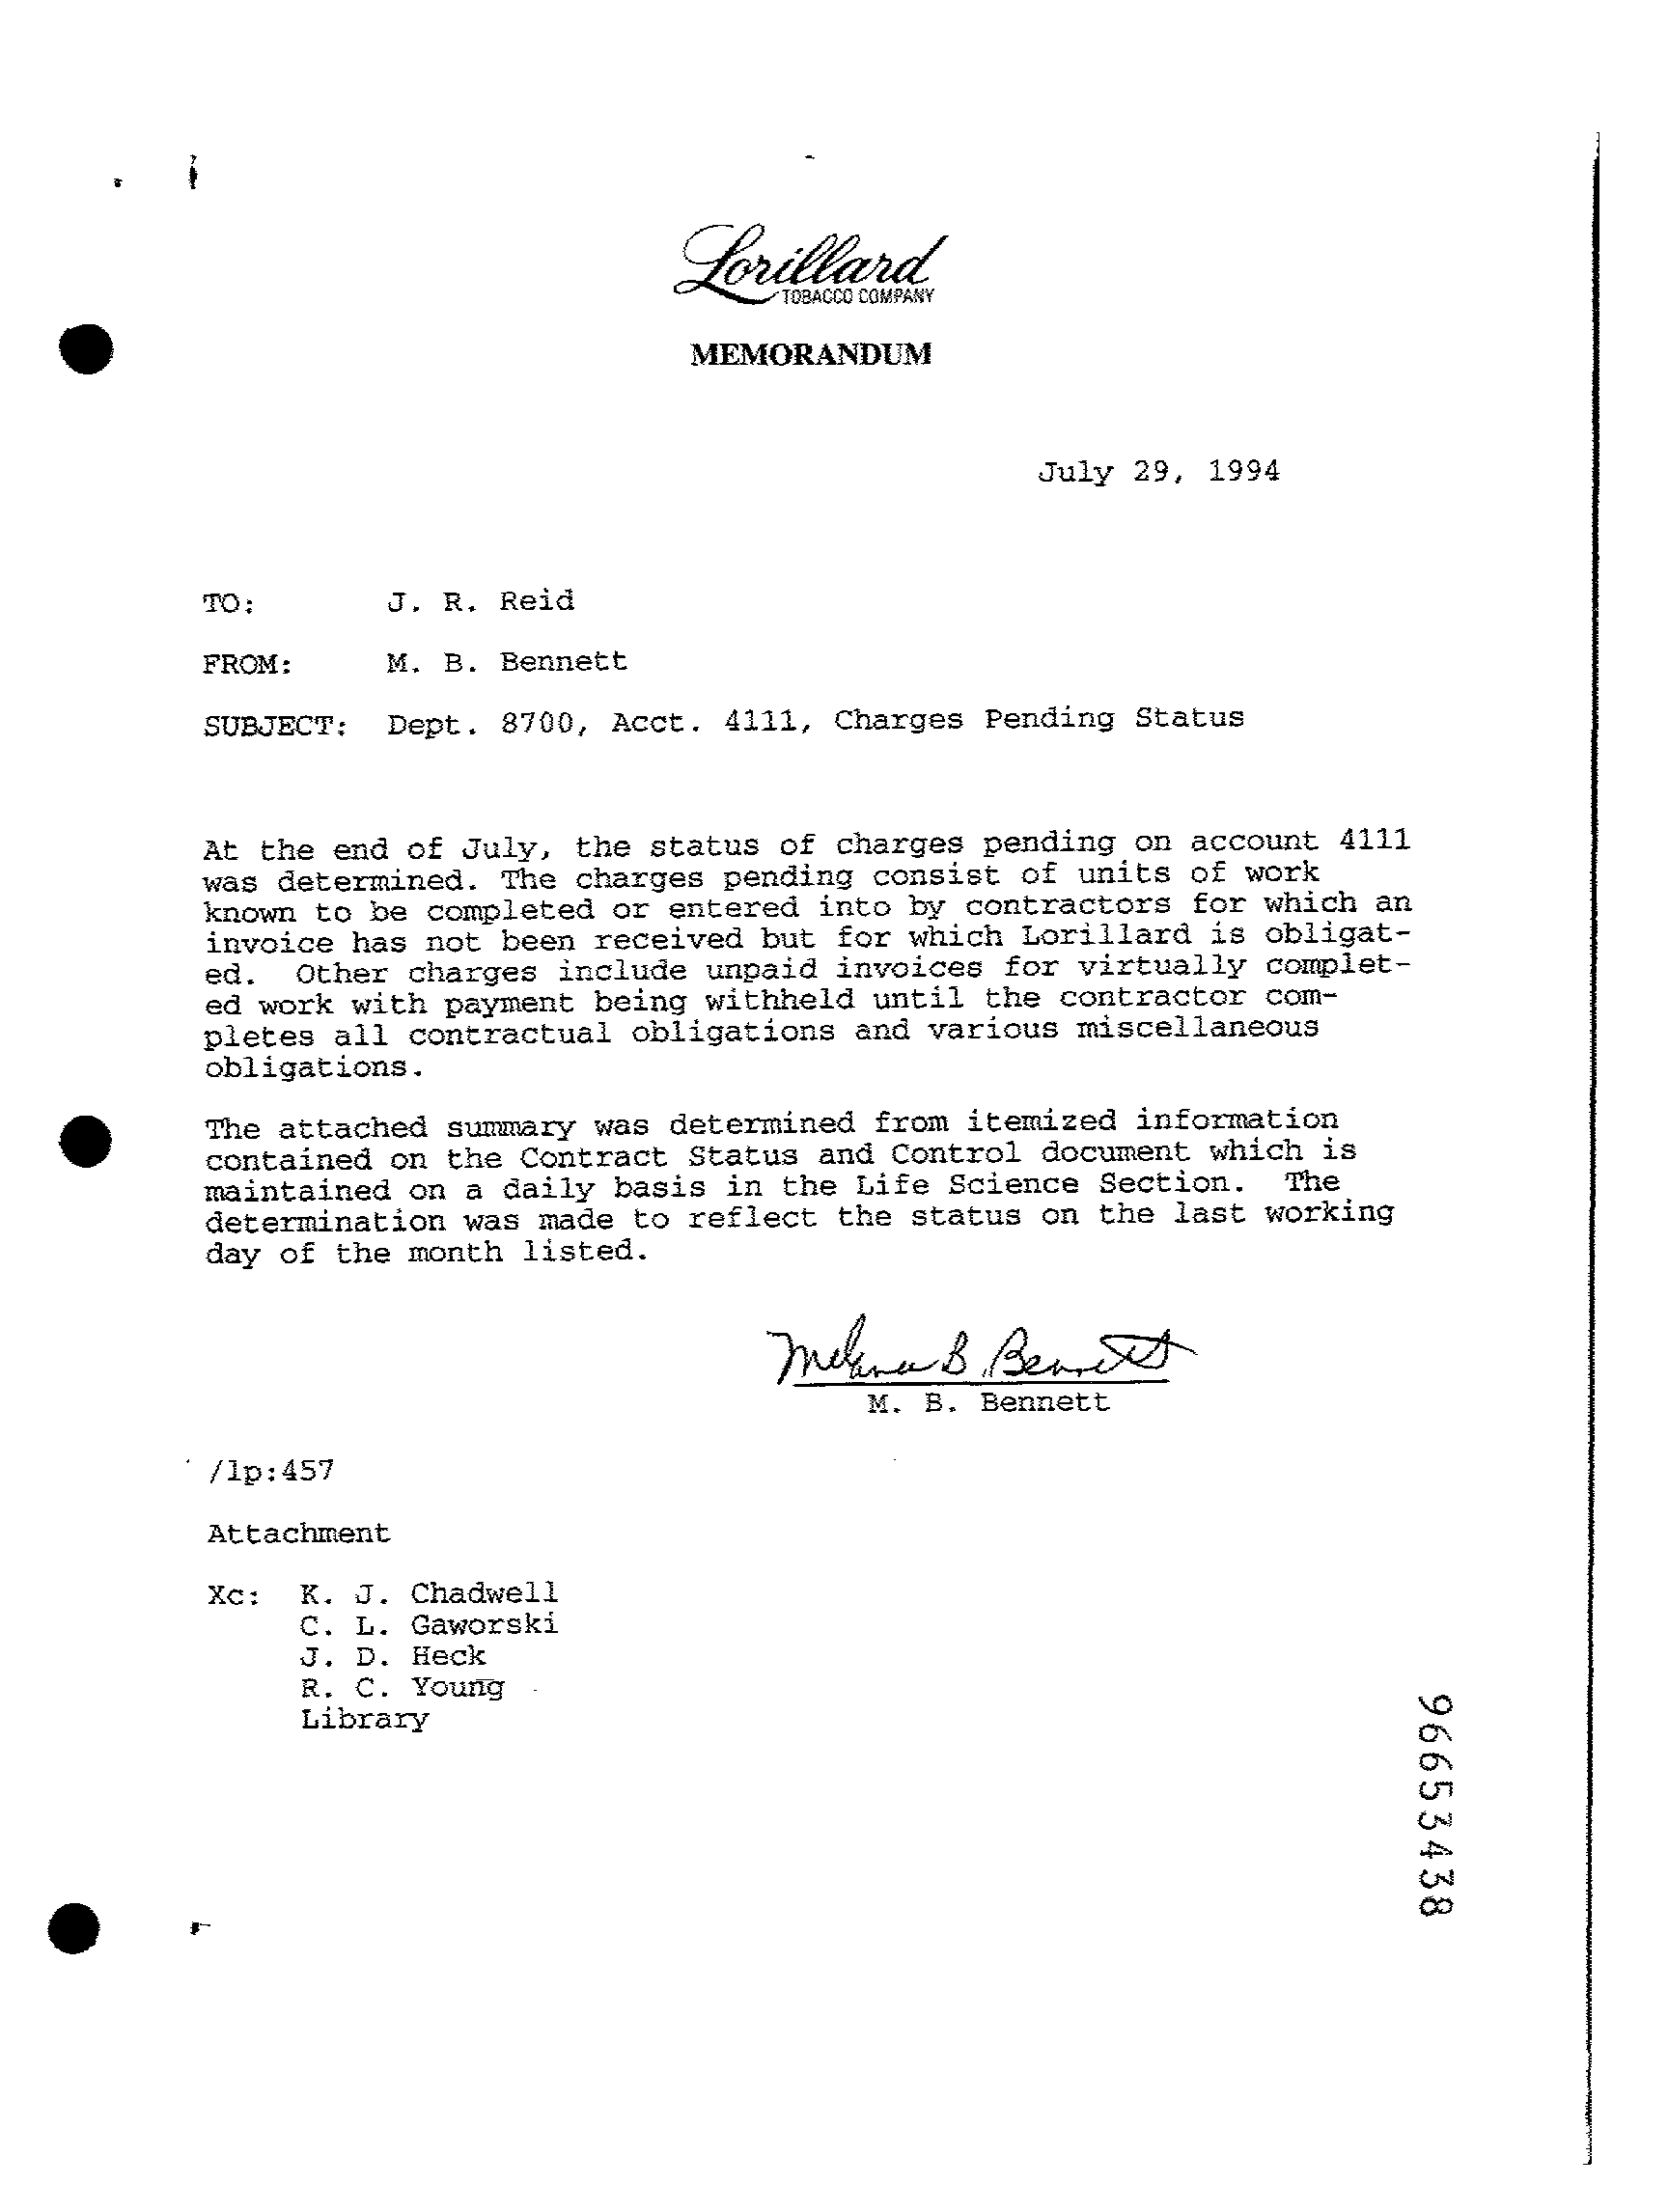 Lorillard
TOBACCO COMPANY
MEMORANDUM
July 29, 1994
TO: J. R. Reid
FROM: M. B. Bennett
SUBJECT: Dept. 8700, Acct. 4111, Charges Pending Status
At the end of July, the status of charges pending on account 4111
was determined. The charges pending consist of units of work
known to be completed or entered into by contractors for which an
invoice has not been received but for which Lorillard is obligat-
ed. Other charges include unpaid invoices for virtually complet-
ed work with payment being withheld until the contractor com-
pletes all contractual obligations and various miscellaneous
obligations.
The attached summary was determined from itemized information
contained on the Contract Status and Control document which is
maintained on a daily basis in the Life Science Section. The
determination was made to reflect the status on the last working
day of the month listed.
B. Bennett
M. B. Bennett
/lp:457
Attachment
Xc: K. J. Chadwell
C. L. Gaworski
J. D. Heck
R. C. Young
Library
96653438